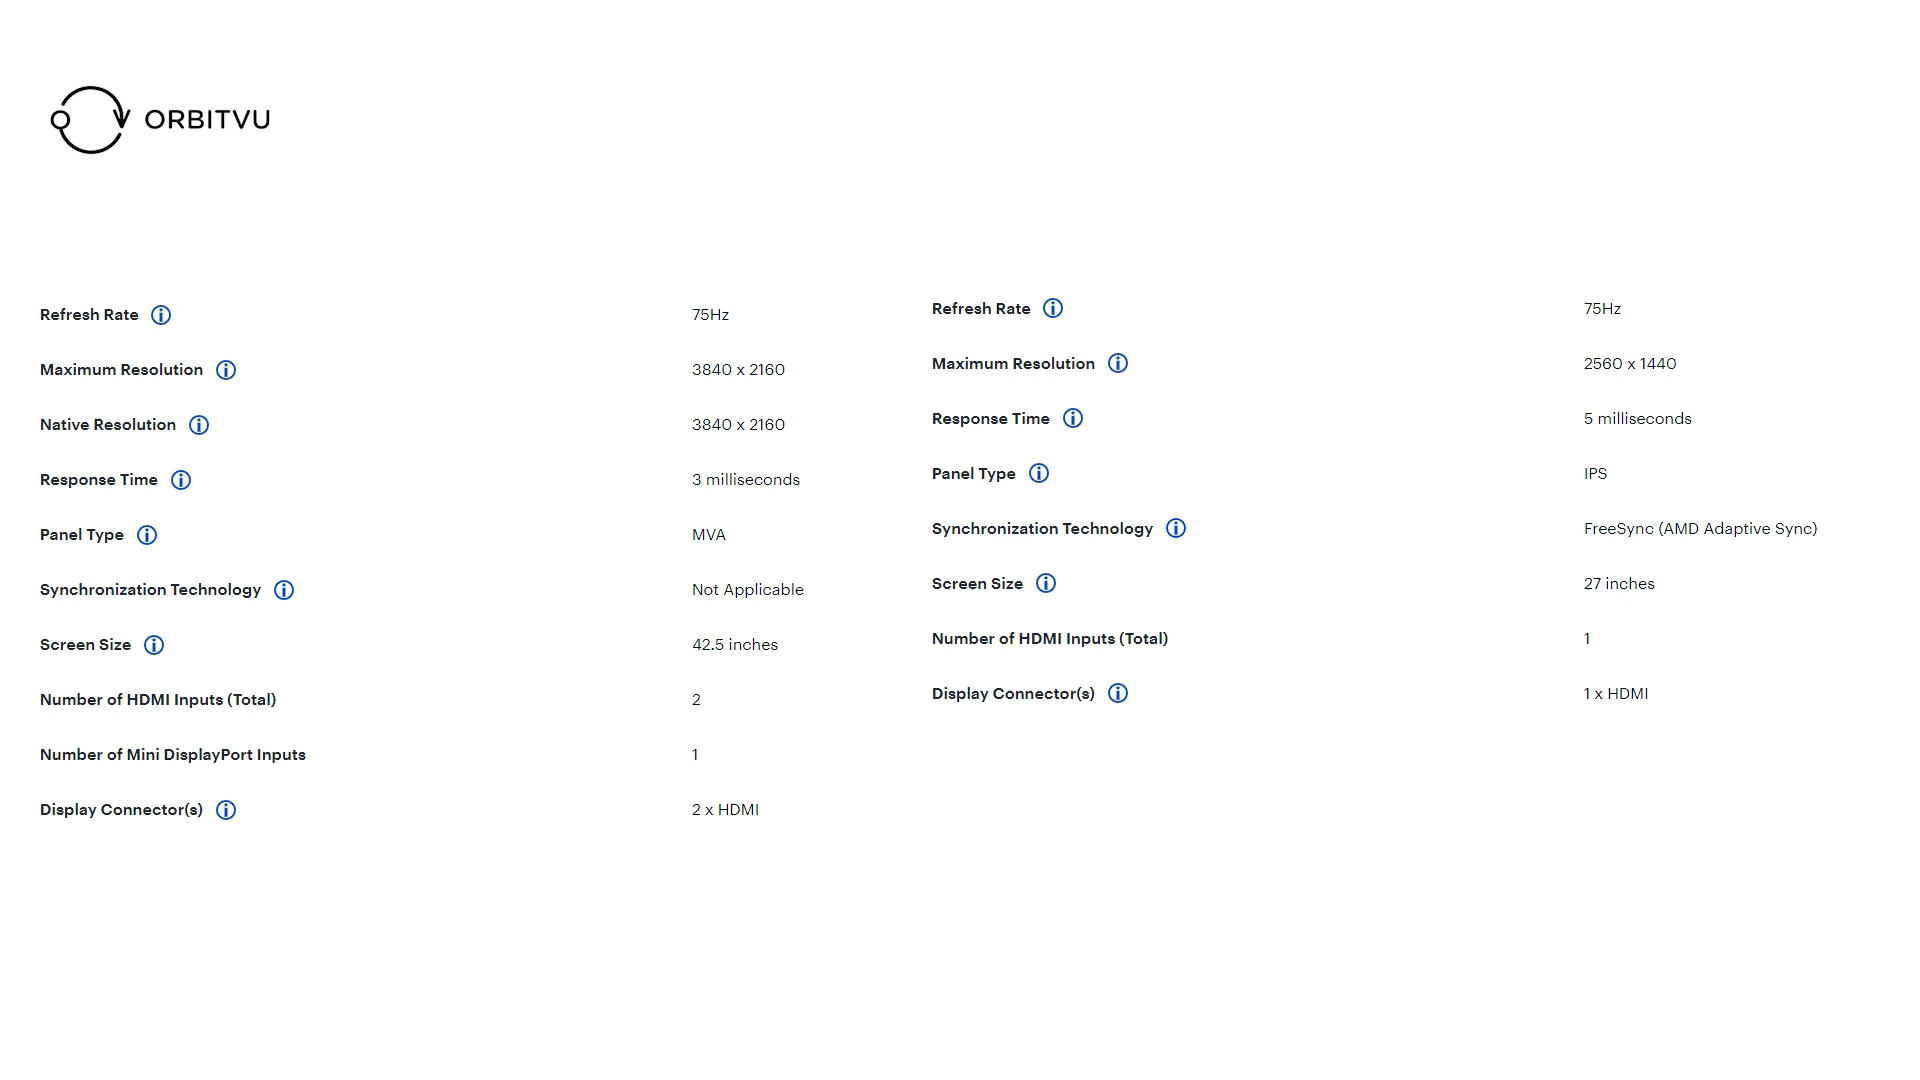 ORBITVU
Refresh Rate 75Hz
Maximum Resolution 3840 x 2160
Native Resolution 3840 x 2160
Response Time 3 milliseconds
Panel Type MVA
Synchronization Technology Not Applicable
Screen Size 42.5 inches
Number of HDMI Inputs (Total) 2
Number of Mini DisplayPort Inputs 1
Display Connector(s) 2 x HDMI
Refresh Rate 75Hz
Maximum Resolution 2560 x 1440
Response Time 5 milliseconds
Panel Type IPS
Synchronization Technology FreeSync (AMD Adaptive Sync)
Screen Size 27 inches
Number of HDMI Inputs (Total) 1
Display Connector(s) 1 x HDMI